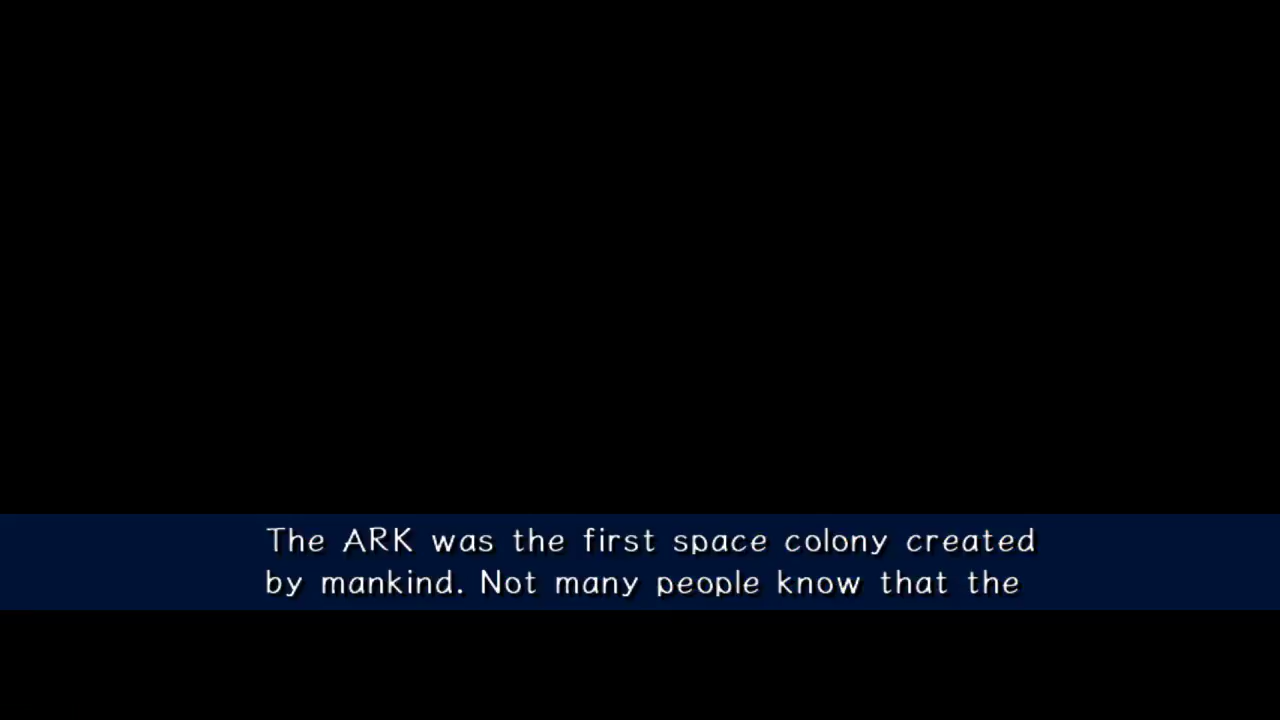 The ARK was the first space colony created
by mankind. Not many people know that the